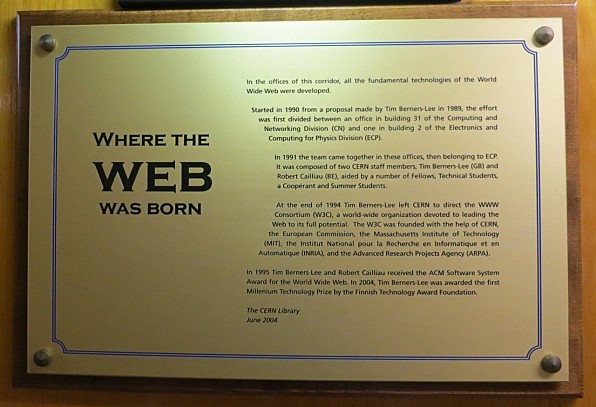 WHERE THE
WEB
WAS BORN
In the offices of this corridor, all the fundamental technologies of the World
Wide Web were developed.
Started in 1990 from a proposal made by Tim Berners-Lee in 1989, the effort
was first divided between an office in building 31 of the Computing and
Networking Division (CN) and one in building 2 of the Electronics and
Computing for Physics Division (ECP).
In 1991 the team came together in these offices, then belonging to ECP.
It was composed of two CERN staff members, Tim Berners-Lee (GB) and
Robert Cailliau (BE), aided by a number of Fellows, Technical Students,
a Coopérant and Summer Students.
At the end of 1994 Tim Berners-Lee left CERN to direct the WWW
Consortium (W3C), a world-wide organization devoted to leading the
Web to its full potential. The W3C was founded with the help of CERN,
the European Commission, the Massachusetts Institute of Technology
(MIT), the Institut National pour la Recherche en Informatique et en
Automatique (INRIA), and the Advanced Research Projects Agency (ARPA).
In 1995 Tim Berners-Lee and Robert Cailliau received the ACM Software System
Award for the World Wide Web. In 2004, Tim Berners-Lee was awarded the first
Millenium Technology Prize by the Finnish Technology Award Foundation.
The CERN Library
June 2004